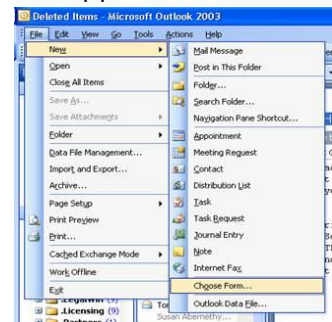 Deleted Items - Microsoft Outlook 2003
File Edit View Go Tools Actions Help
New
Open
Close All Items
Save As...
Save Attachments
Folder
Data File Management...
Import and Export...
Archive...
Page Setup
Print Preview
Print...
Cached Exchange Mode
Work Offline
Exit
Mail Message
Post in This Folder
Folder...
Search Folder...
Navigation Pane Shortcut...
Appointment
Meeting Request
Contact
Distribution List
Task
Task Request
Journal Entry
Note
Internet Fax
Choose Form...
Outlook Data File...
.LegalWin (9)
.Licensing (9)
Susan Abernethy...